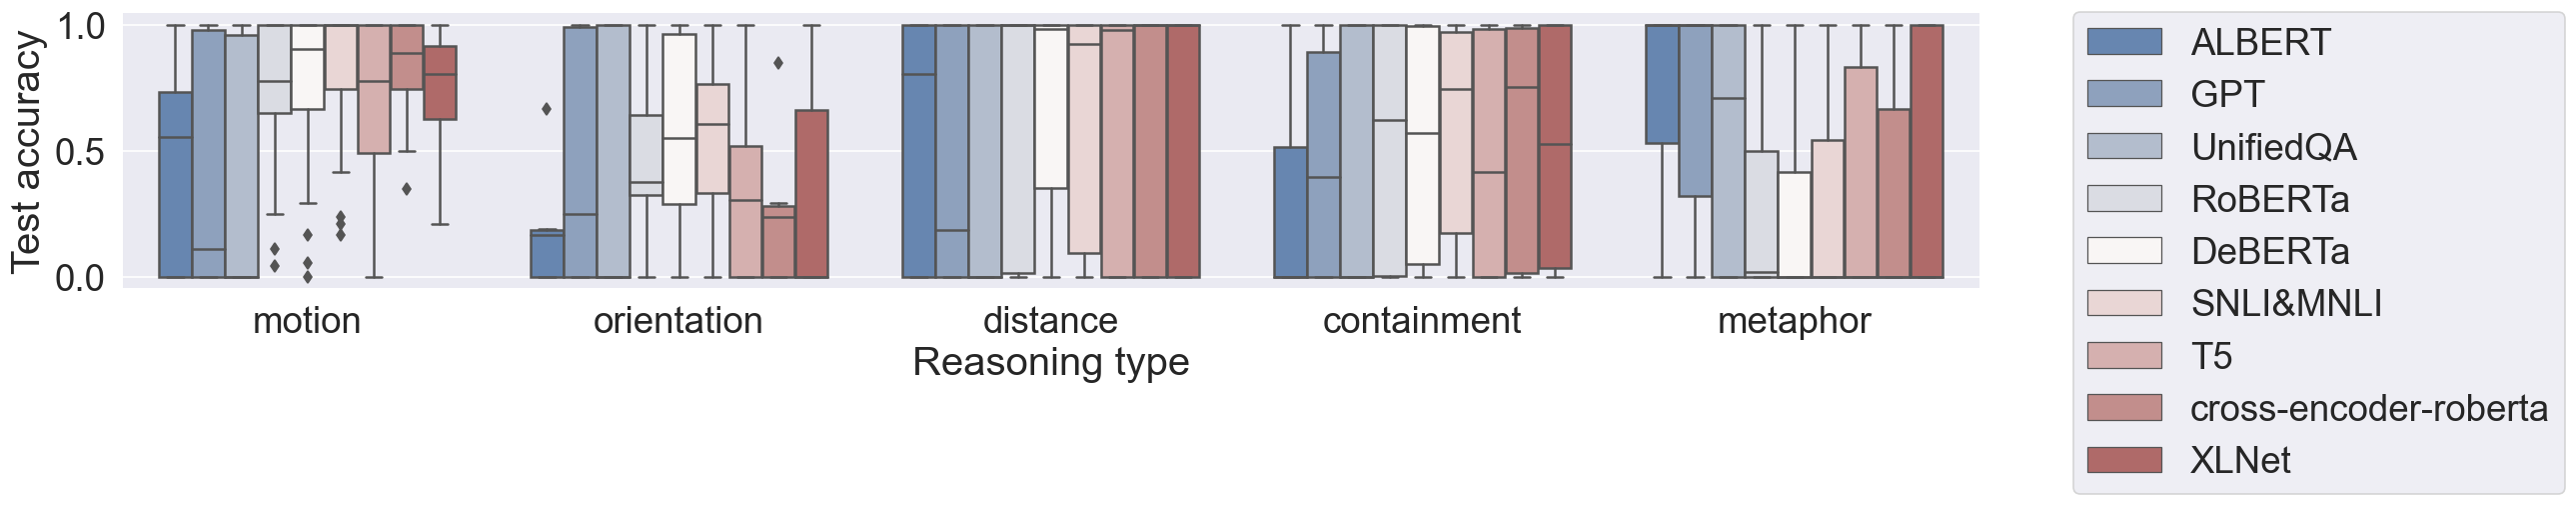 Test accuracy
1.0
0.5
0.0
motion
orientation
distance
containment
metaphor
Reasoning type
ALBERT
GPT
UnifiedQA
RoBERTa
DeBERTa
SNLI&MNLI
T5
cross-encoder-roberta
XLNet